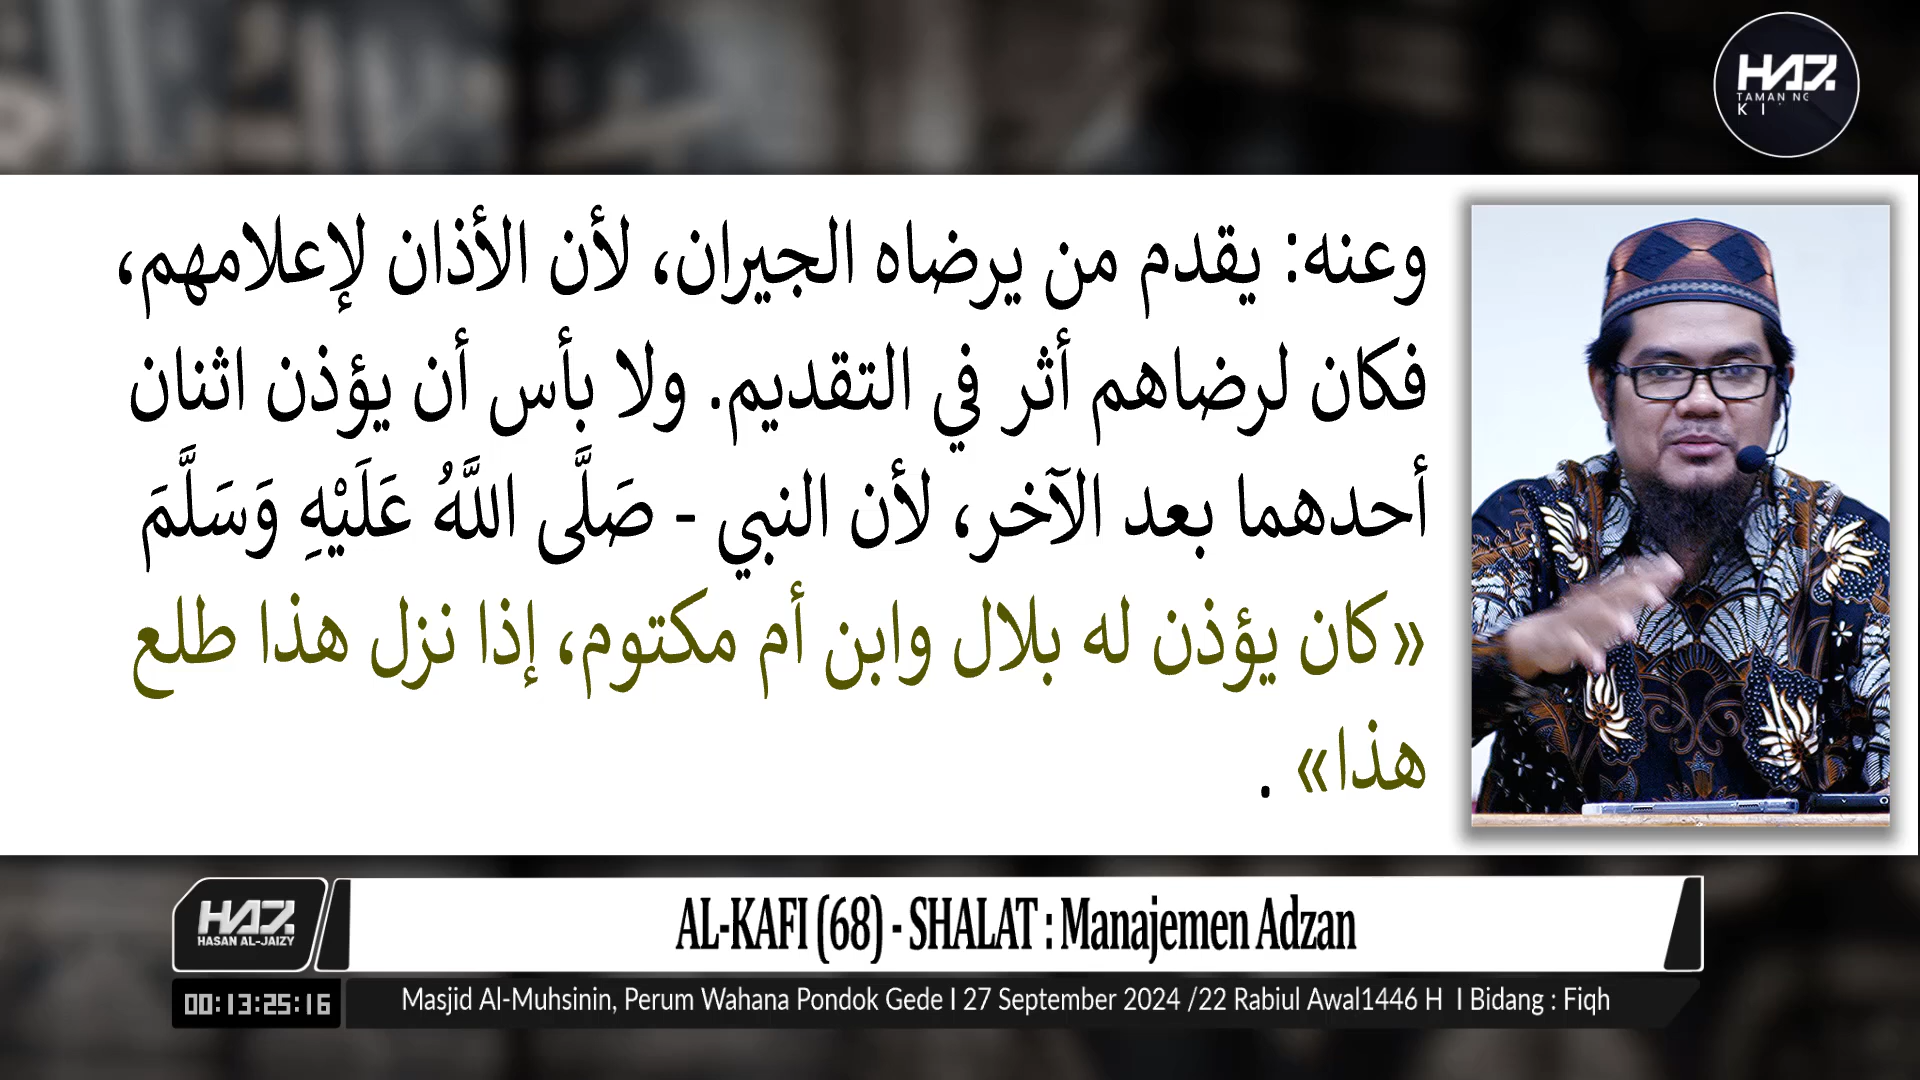 HAZ.
TAMAN NG
K I
وعنه: يقدم من يرضاه الجيران، لأن الأذان لإعلامهم،
فكان لرضاهم أثر في التقديم. ولا بأس أن يؤذن اثنان
أحدهما بعد الآخر، لأن النبي - صَلَّى اللَّهُ عَلَيْهِ وَسَلَّمَ
«كان يؤذن له بلال وابن أم مكتوم، إذا نزل هذا طلع
هذا» .
HAZ.
HASAN AL-JAIZY
AL-KAFI (68) - SHALAT : Manajemen Adzan
00:13:25:16
Masjid Al-Muhsinin, Perum Wahana Pondok Gede I 27 September 2024 /22 Rabiul Awal1446 H I Bidang : Fiqh